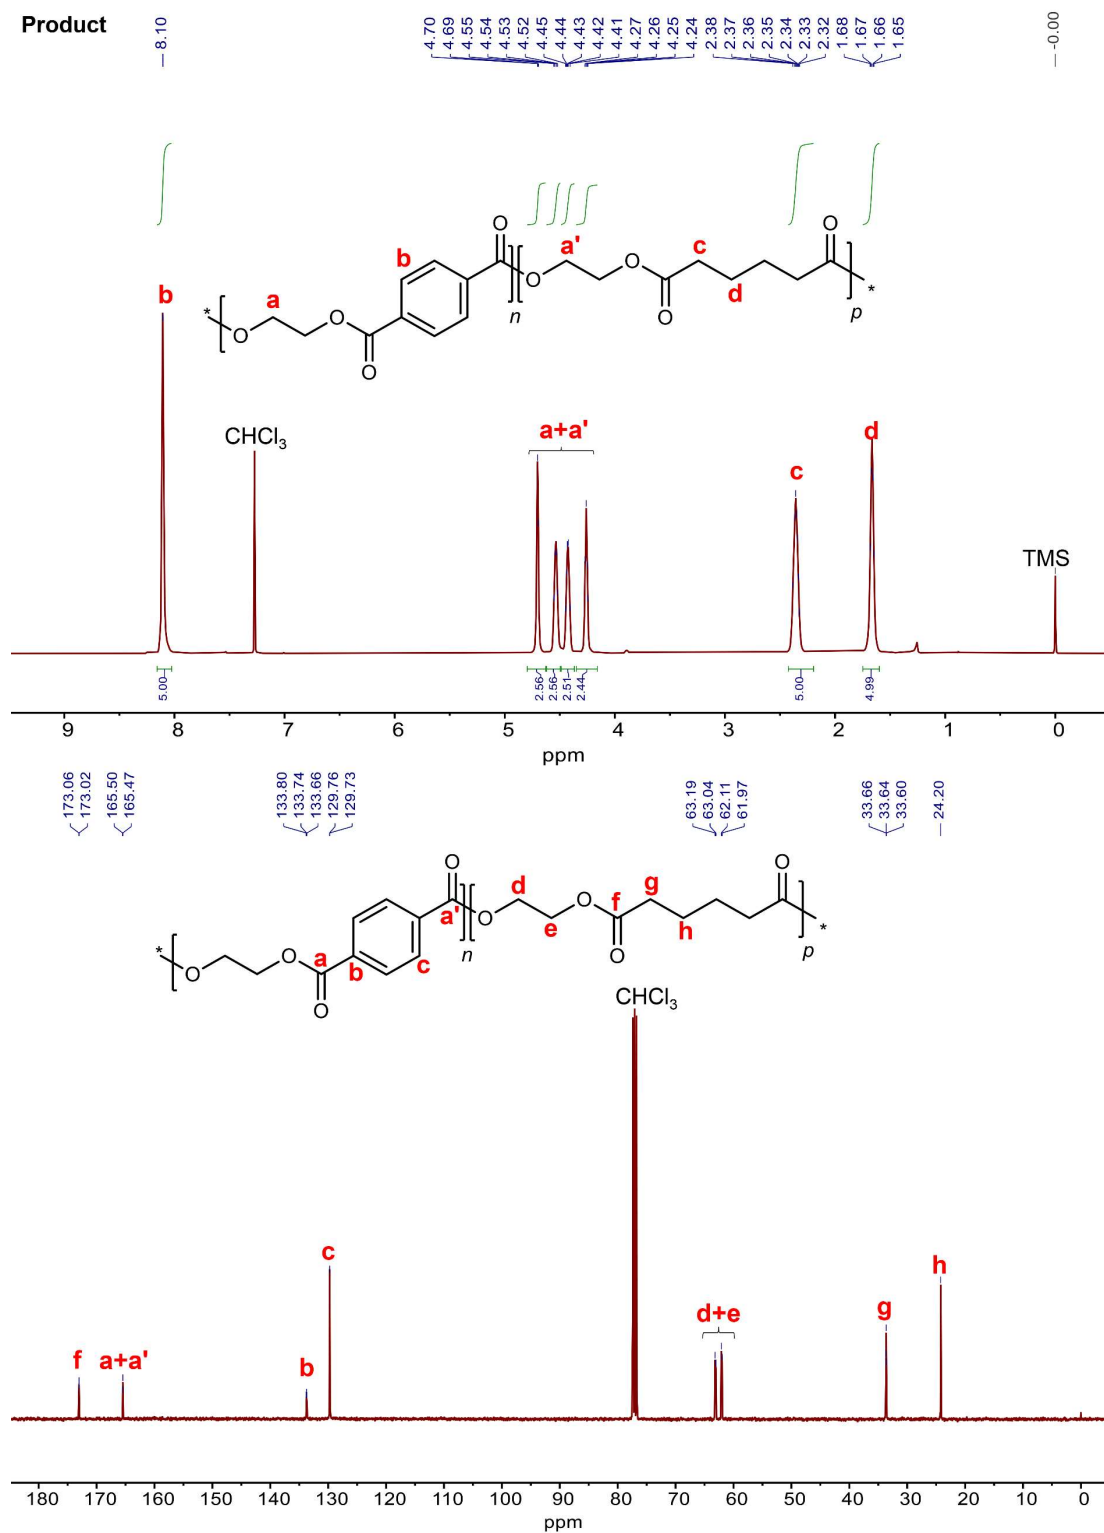 Product
8.10
4.70
4.69
4.55
4.54
4.53
4.52
4.45
4.44
4.43
4.42
4.41
4.27
4.26
4.25
4.24
2.38
2.37
2.36
2.35
2.34
2.33
2.32
1.68
1.67
1.66
1.65
-0.00
O
b
a'
c
O
b
a
O
O
O
n
O
d
O
p
*
*
O
O
a+a'
d
CHCl₃
c
TMS
5.00
2.56
2.56
2.51
2.44
5.00
4.99
9 8 7 6 5 4 3 2 1 0
ppm
173.06
173.02
165.50
165.47
133.80
133.74
133.66
129.76
129.73
63.19
63.04
62.11
61.97
33.66
33.64
33.60
24.20
O
d
g
O
a'
O
e
O
f
h
n
O
p
*
*
O
O
a
b
c
O
CHCl₃
c
h
d+e
g
f
a+a'
b
180 170 160 150 140 130 120 110 100 90 80 70 60 50 40 30 20 10 0
ppm